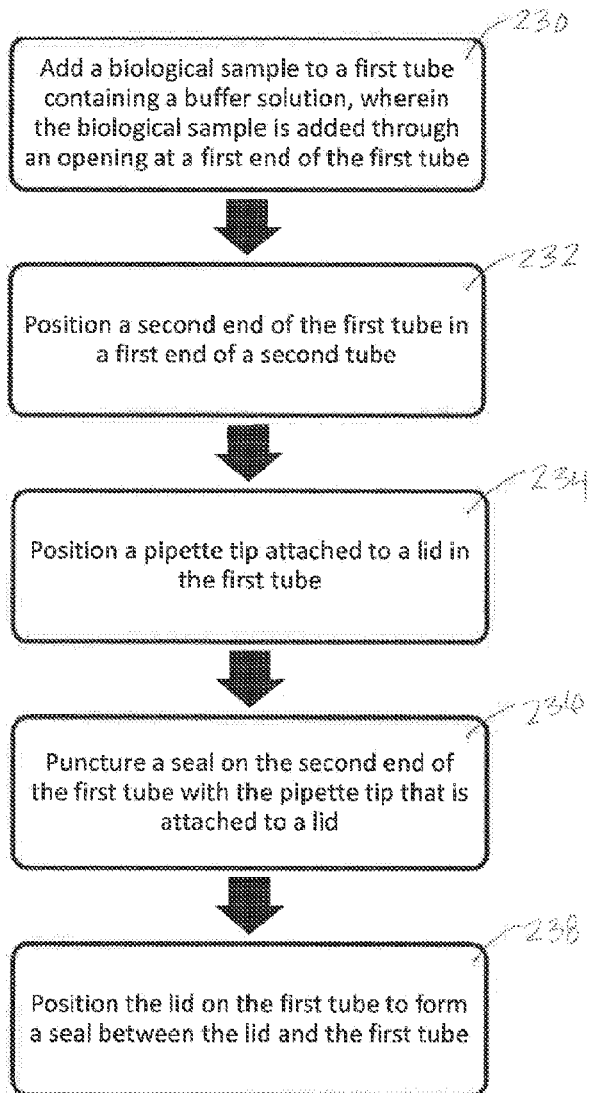 230
Add a biological sample to a first tube
containing a buffer solution, wherein
the biological sample is added through
an opening at a first end of the first tube
232
Position a second end of the first tube in
a first end of a second tube
234
Position a pipette tip attached to a lid in
the first tube
236
Puncture a seal on the second end of
the first tube with the pipette tip that is
attached to a lid
238
Position the lid on the first tube to form
a seal between the lid and the first tube